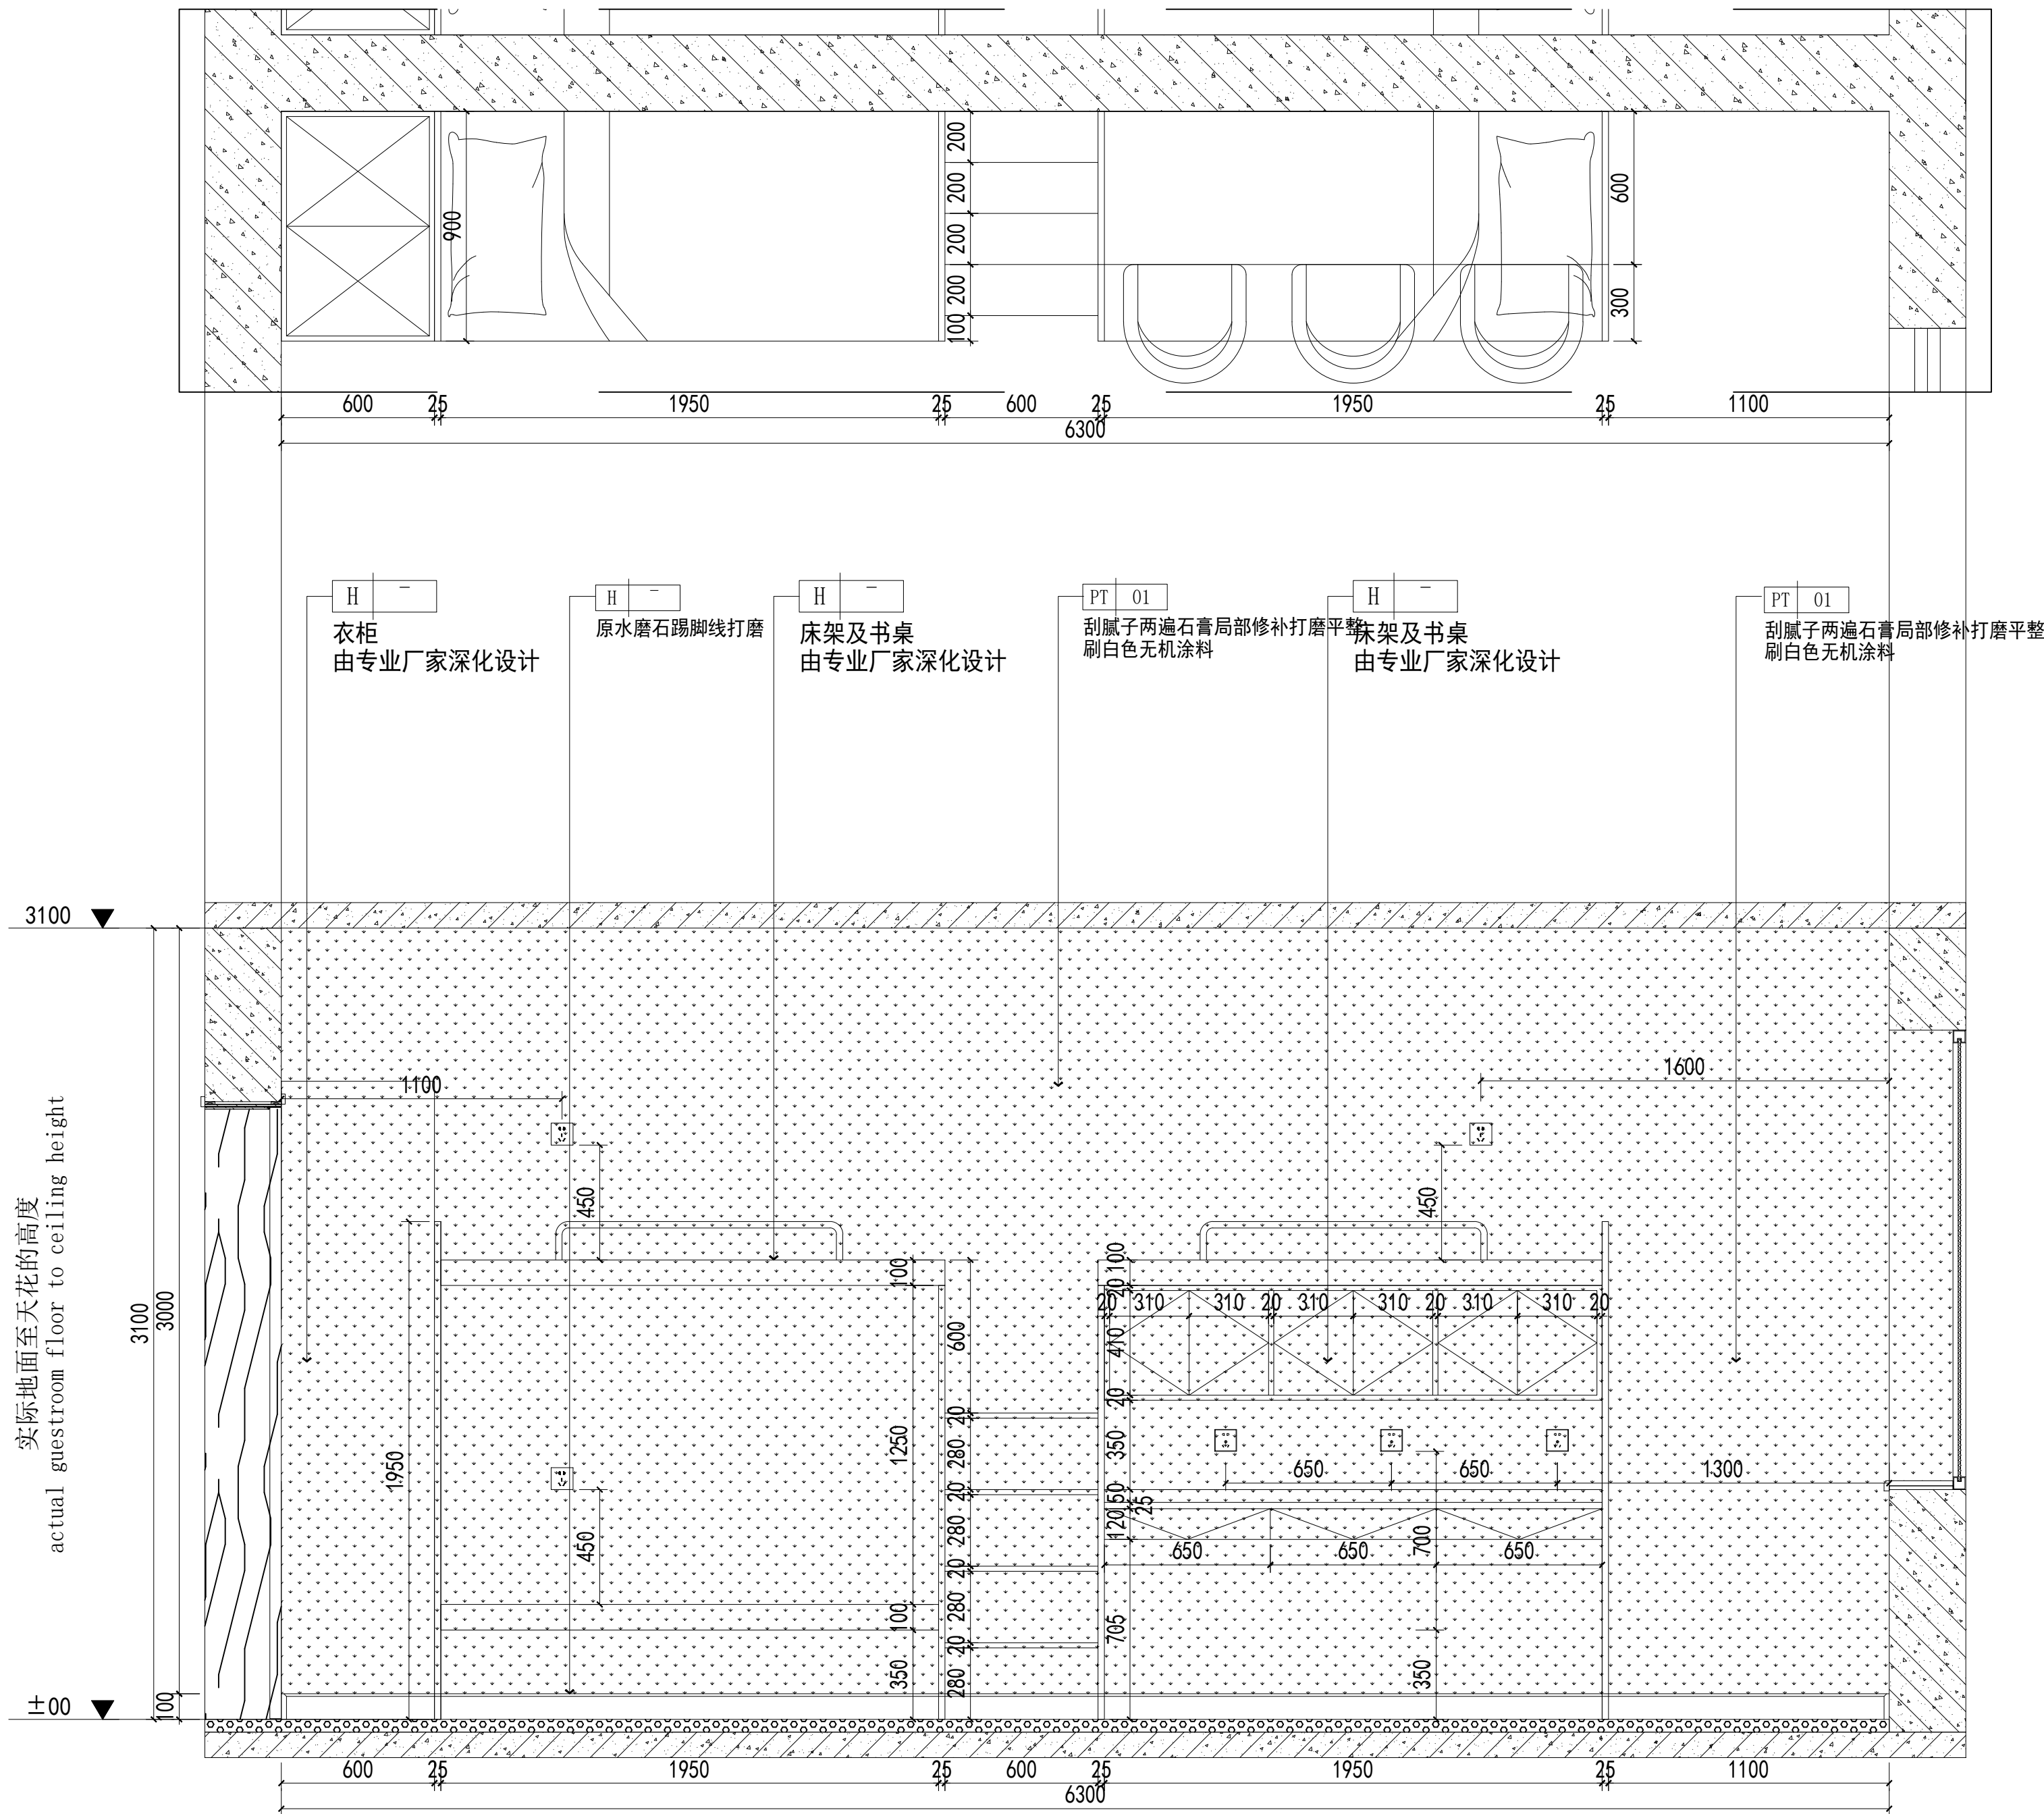 200
200
200
200
100
900
600
300
600 25 1950 25 600 25 1950 25 1100
6300
H —
衣柜
由专业厂家深化设计
H —
原水磨石踢脚线打磨
H —
床架及书桌
由专业厂家深化设计
PT 01
刮腻子两遍石膏局部修补打磨平整
刷白色无机涂料
H —
床架及书桌
由专业厂家深化设计
PT 01
刮腻子两遍石膏局部修补打磨平整
刷白色无机涂料
3100
±00
实际地面至天花的高度
actual guestroom floor to ceiling height
3100
3000
100
1100
1600
450
450
1950
450
100
1250
100
350
600
20
280
20
280
20
280
20
280
100
20
20 310 310 20 310 310 20 310 310 20
410
20
350
650 650 1300
50
25
120
650 650 650
700
705
350
600 25 1950 25 600 25 1950 25 1100
6300